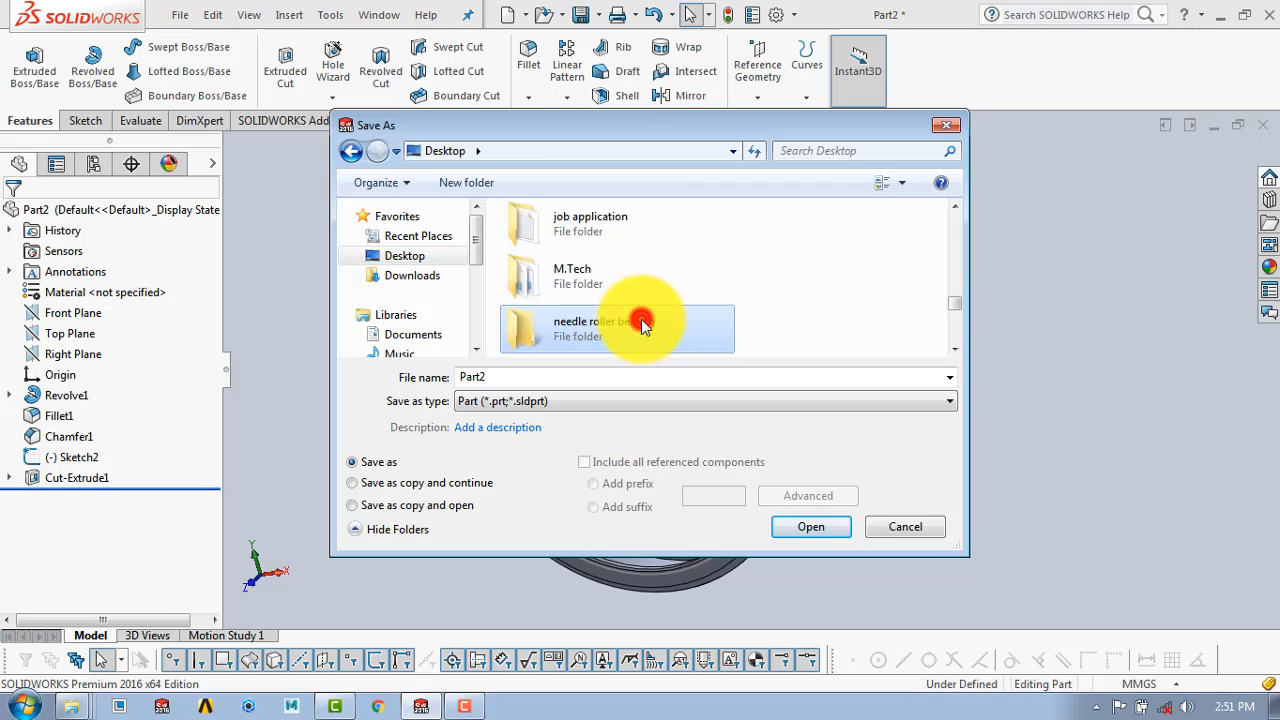 SOLIDWORKS
File
Edit
View
Insert
Tools
Window
Help
Part2 *
Search SOLIDWORKS Help
Extruded Boss/Base
Revolved Boss/Base
Swept Boss/Base
Lofted Boss/Base
Boundary Boss/Base
Extruded Cut
Hole Wizard
Revolved Cut
Swept Cut
Lofted Cut
Boundary Cut
Fillet
Linear Pattern
Rib
Draft
Shell
Wrap
Intersect
Mirror
Reference Geometry
Curves
Instant3D
Features
Sketch
Evaluate
DimXpert
SOLIDWORKS Add
Part2 (Default<<Default>_Display State
History
Sensors
Annotations
Material <not specified>
Front Plane
Top Plane
Right Plane
Origin
Revolve1
Fillet1
Chamfer1
(-) Sketch2
Cut-Extrude1
Save As
Desktop
Search Desktop
Organize
New folder
Favorites
Recent Places
Desktop
Downloads
Libraries
Documents
Music
job application
File folder
M.Tech
File folder
needle roller
File folder
File name:
Part2
Save as type:
Part (*.prt;*.sldprt)
Description:
Add a description
Save as
Save as copy and continue
Save as copy and open
Include all referenced components
Add prefix
Add suffix
Advanced
Hide Folders
Open
Cancel
Y
X
Z
Model
3D Views
Motion Study 1
SOLIDWORKS Premium 2016 x64 Edition
Under Defined
Editing Part
MMGS
2:51 PM